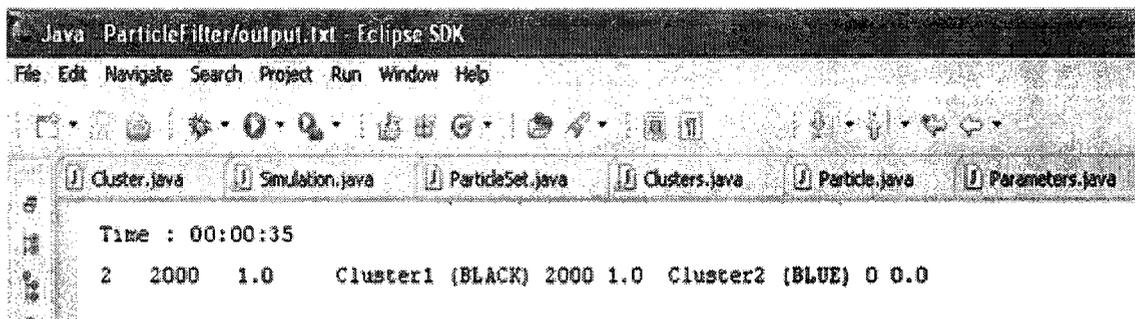 Java - ParticleFilter/output.txt - Eclipse SDK
File Edit Navigate Search Project Run Window Help
Cluster.java Simulation.java ParticleSet.java Clusters.java Particle.java Parameters.java
Time : 00:00:35
2 2000 1.0 Cluster1 (BLACK) 2000 1.0 Cluster2 (BLUE) 0 0.0